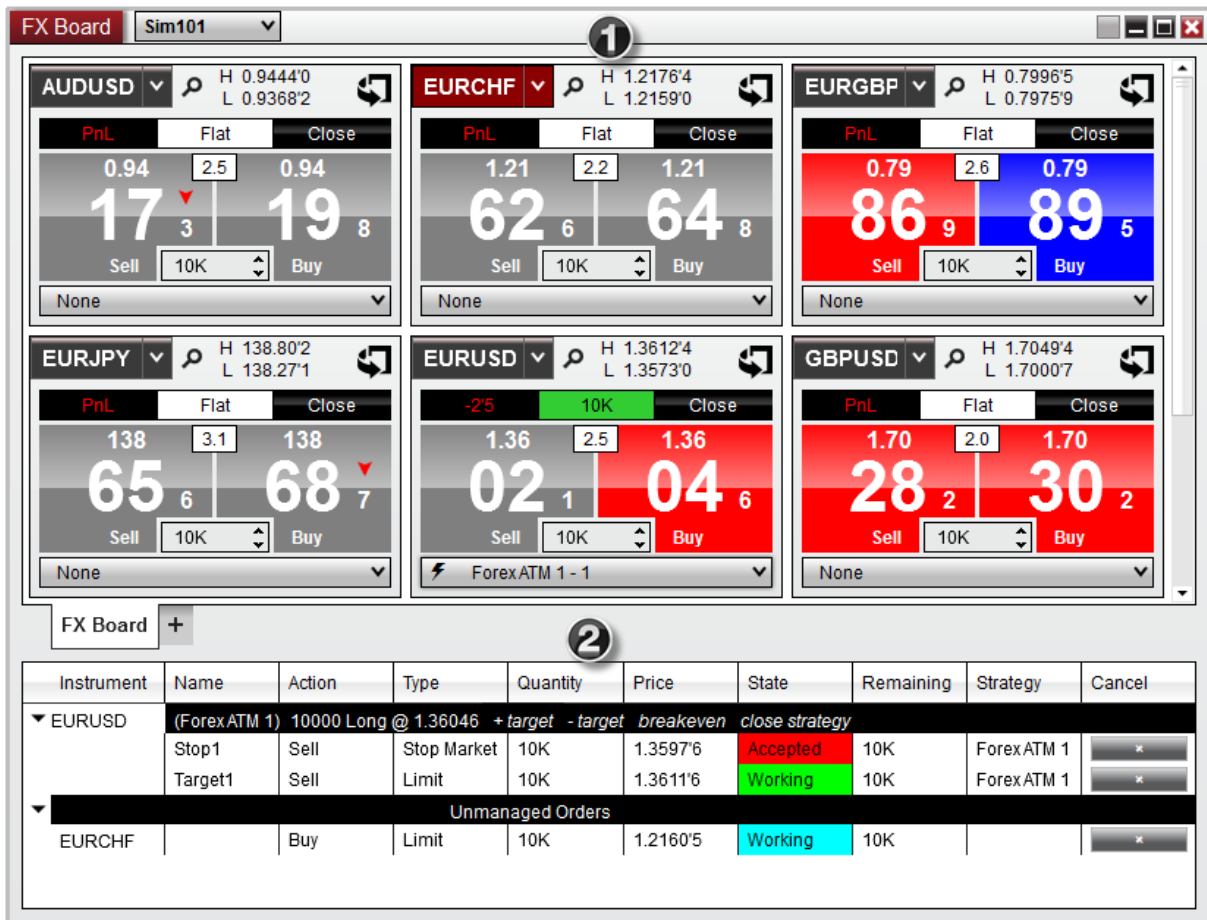 FX Board Sim101
1
AUDUSD H 0.9444'0
L 0.9368'2
PnL Flat Close
0.94 2.5 0.94
17 3 19 8
Sell 10K Buy
None
EURCHF H 1.2176'4
L 1.2159'0
PnL Flat Close
1.21 2.2 1.21
62 6 64 8
Sell 10K Buy
None
EURGBP H 0.7996'5
L 0.7975'9
PnL Flat Close
0.79 2.6 0.79
86 9 89 5
Sell 10K Buy
None
EURJPY H 138.80'2
L 138.27'1
PnL Flat Close
138 3.1 138
65 6 68 7
Sell 10K Buy
None
EURUSD H 1.3612'4
L 1.3573'0
-2'5 10K Close
1.36 2.5 1.36
02 1 04 6
Sell 10K Buy
ForexATM 1 - 1
GBPUSD H 1.7049'4
L 1.7000'7
PnL Flat Close
1.70 2.0 1.70
28 2 30 2
Sell 10K Buy
None
FX Board +
2
Instrument Name Action Type Quantity Price State Remaining Strategy Cancel
EURUSD (ForexATM 1) 10000 Long @ 1.36046 + target - target breakeven close strategy
Stop1 Sell Stop Market 10K 1.3597'6 Accepted 10K ForexATM 1
Target1 Sell Limit 10K 1.3611'6 Working 10K ForexATM 1
Unmanaged Orders
EURCHF Buy Limit 10K 1.2160'5 Working 10K